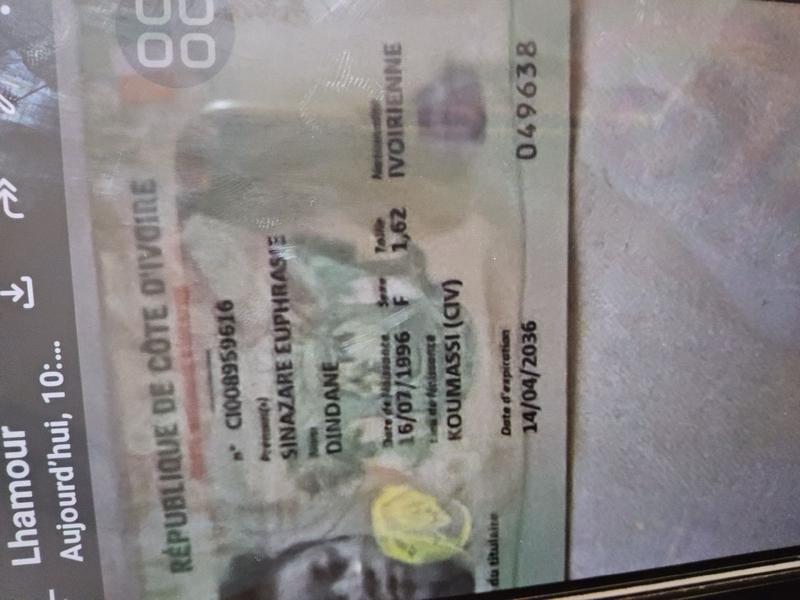 Lhamour
Aujourd'hui, 10:...
RÉPUBLIQUE DE CÔTE D'IVOIRE
n° CI008959616
Prénom(s)
SINAZARE EUPHRASIE
Nom
DINDANE
Date de Naissance Sexe Taille Nationalité
16/07/1996 F 1,62 IVOIRIENNE
Lieu de Naissance
KOUMASSI (CIV)
Date d'expiration
14/04/2036
049638
du titulaire